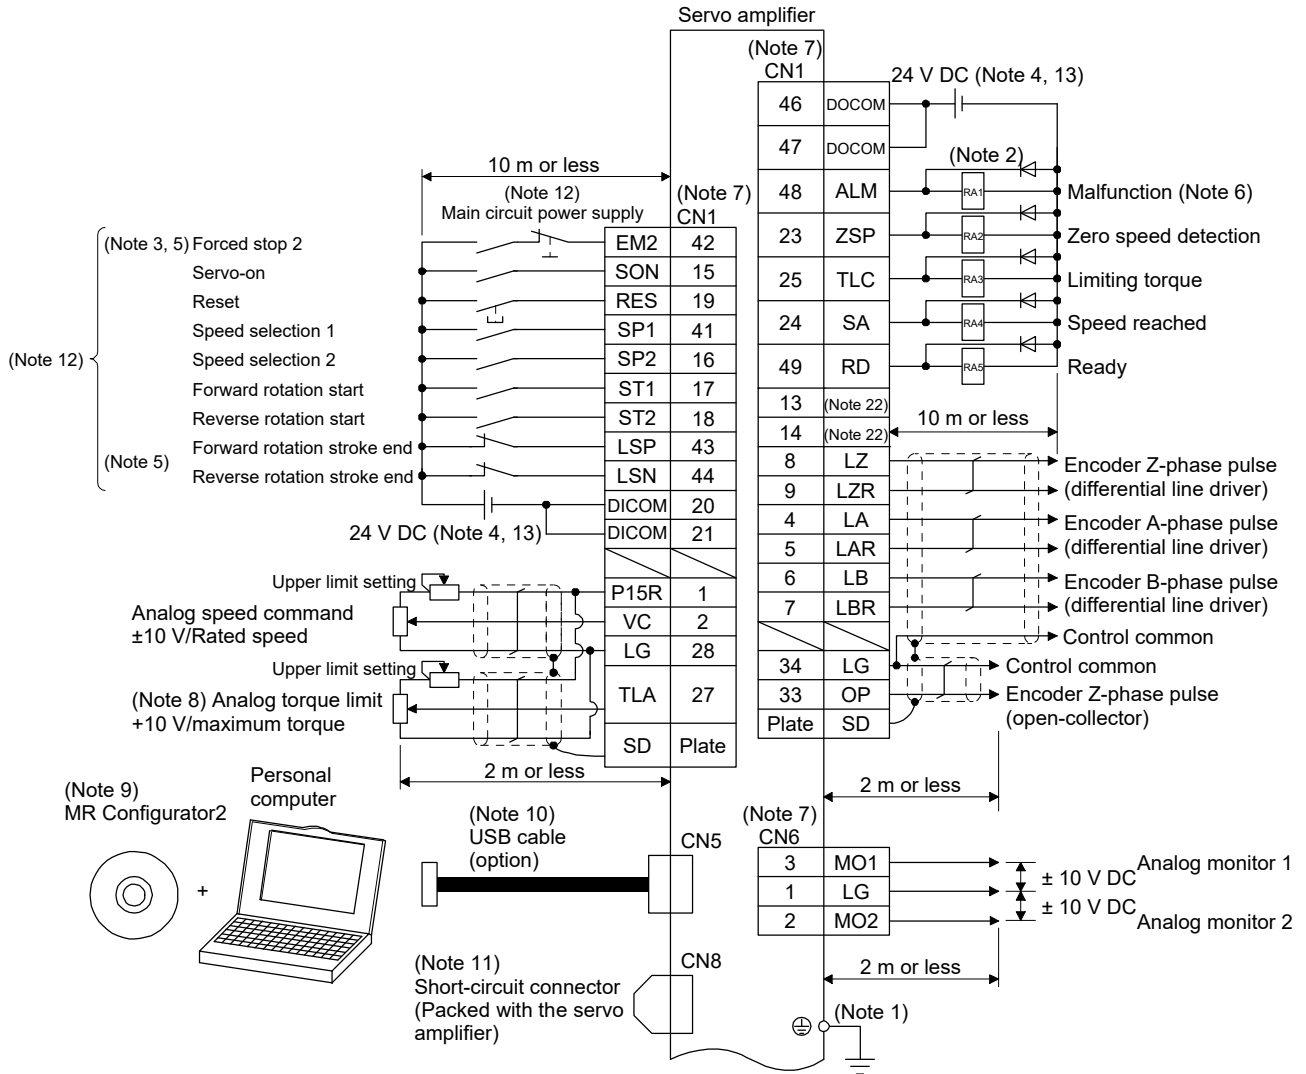 Servo amplifier
(Note 7)
CN1
24 V DC (Note 4, 13)
46 DOCOM
47 DOCOM
(Note 2)
48 ALM RA1 Malfunction (Note 6)
23 ZSP RA2 Zero speed detection
25 TLC RA3 Limiting torque
24 SA RA4 Speed reached
49 RD RA5 Ready
13 (Note 22)
14 (Note 22)
10 m or less
8 LZ
9 LZR
Encoder Z-phase pulse
(differential line driver)
4 LA
5 LAR
Encoder A-phase pulse
(differential line driver)
6 LB
7 LBR
Encoder B-phase pulse
(differential line driver)
Control common
34 LG Control common
33 OP Encoder Z-phase pulse
(open-collector)
Plate SD
2 m or less
10 m or less
(Note 12)
Main circuit power supply
(Note 7)
CN1
(Note 12)
(Note 3, 5) Forced stop 2 EM2 42
Servo-on SON 15
Reset RES 19
Speed selection 1 SP1 41
Speed selection 2 SP2 16
Forward rotation start ST1 17
Reverse rotation start ST2 18
(Note 5)
Forward rotation stroke end LSP 43
Reverse rotation stroke end LSN 44
DICOM 20
24 V DC (Note 4, 13) DICOM 21
Upper limit setting P15R 1
Analog speed command
±10 V/Rated speed
VC 2
LG 28
Upper limit setting
(Note 8) Analog torque limit
+10 V/maximum torque
TLA 27
SD Plate
2 m or less
(Note 9)
MR Configurator2
+
Personal
computer
(Note 10)
USB cable
(option)
CN5
(Note 11)
Short-circuit connector
(Packed with the servo
amplifier)
CN8
(Note 7)
CN6
3 MO1 Analog monitor 1
± 10 V DC
1 LG
± 10 V DC
2 MO2 Analog monitor 2
2 m or less
(Note 1)